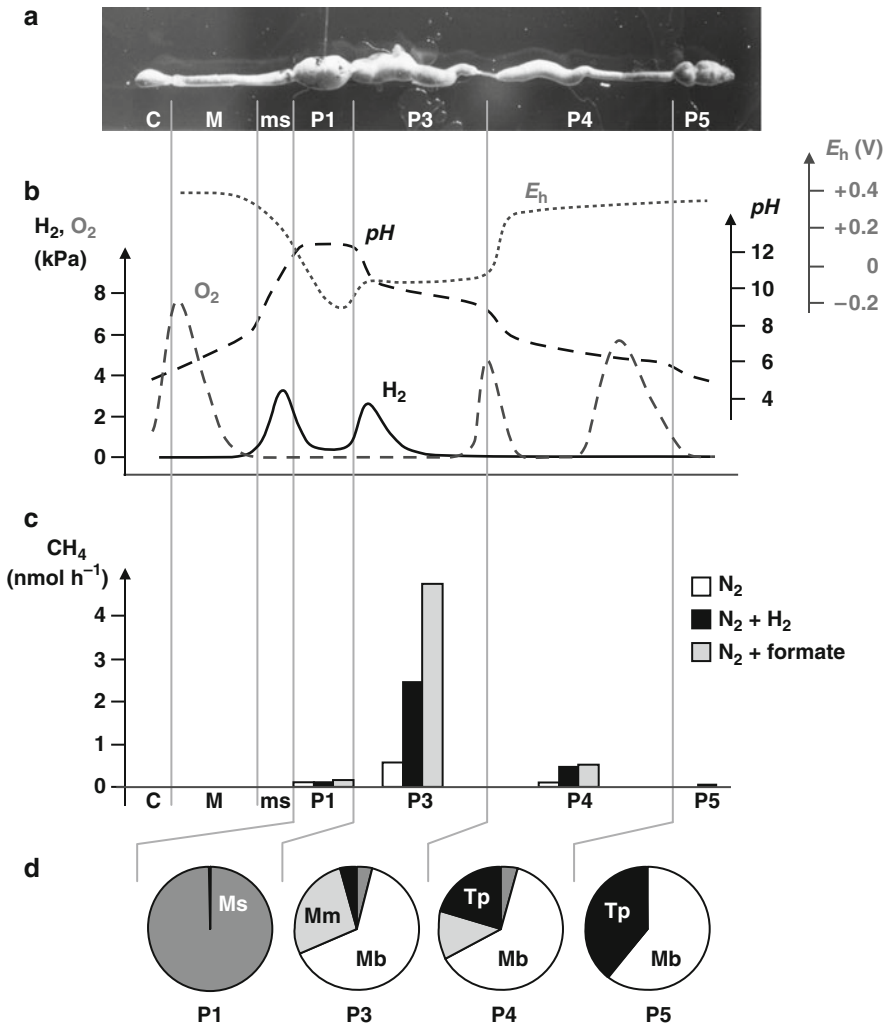 a
C M ms P1 P3 P4 P5
b
H₂, O₂
(kPa)
8
6
4
2
0
O₂
pH
H₂
Eₕ
pH
12
10
8
6
4
Eₕ (V)
+0.4
+0.2
0
−0.2
c
CH₄
(nmol h⁻¹)
4
3
2
1
0
N₂
N₂ + H₂
N₂ + formate
C M ms P1 P3 P4 P5
d
Ms
Mm
Mb
Tp
Mb
Tp
Mb
P1 P3 P4 P5